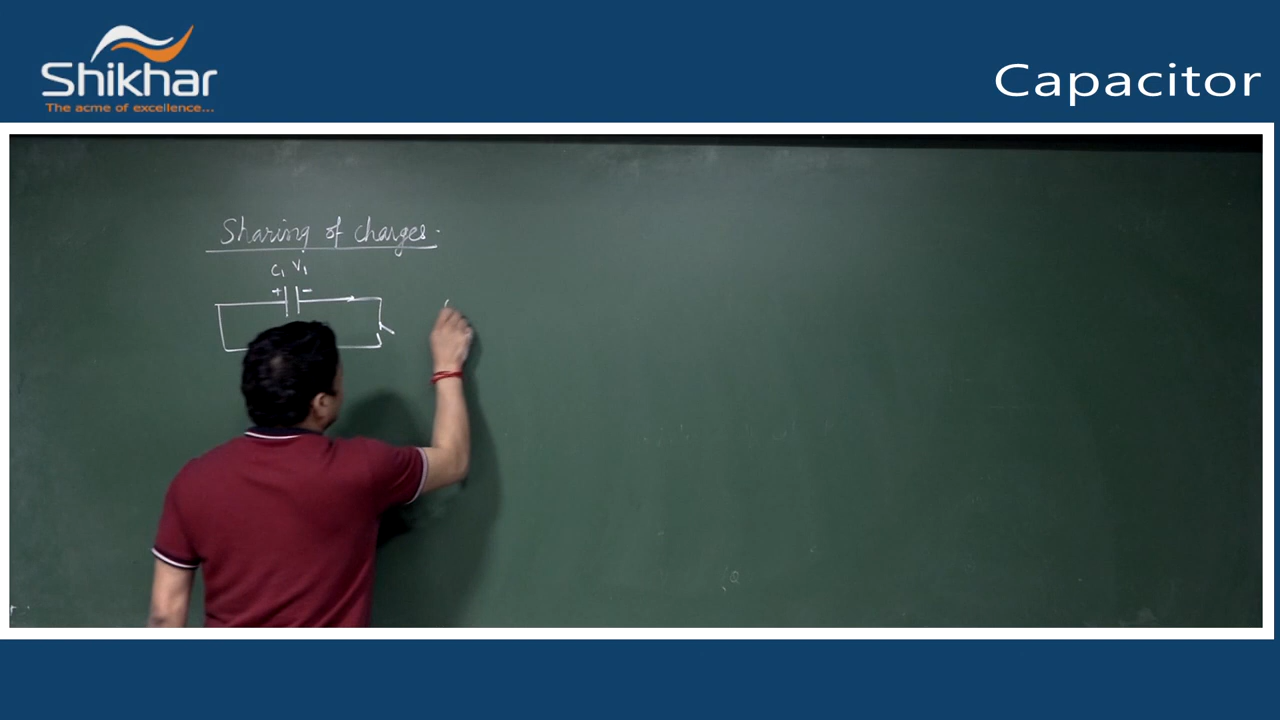 Shikhar
The acme of excellence...
Capacitor
Sharing of charges.
C₁ V₁
+ -